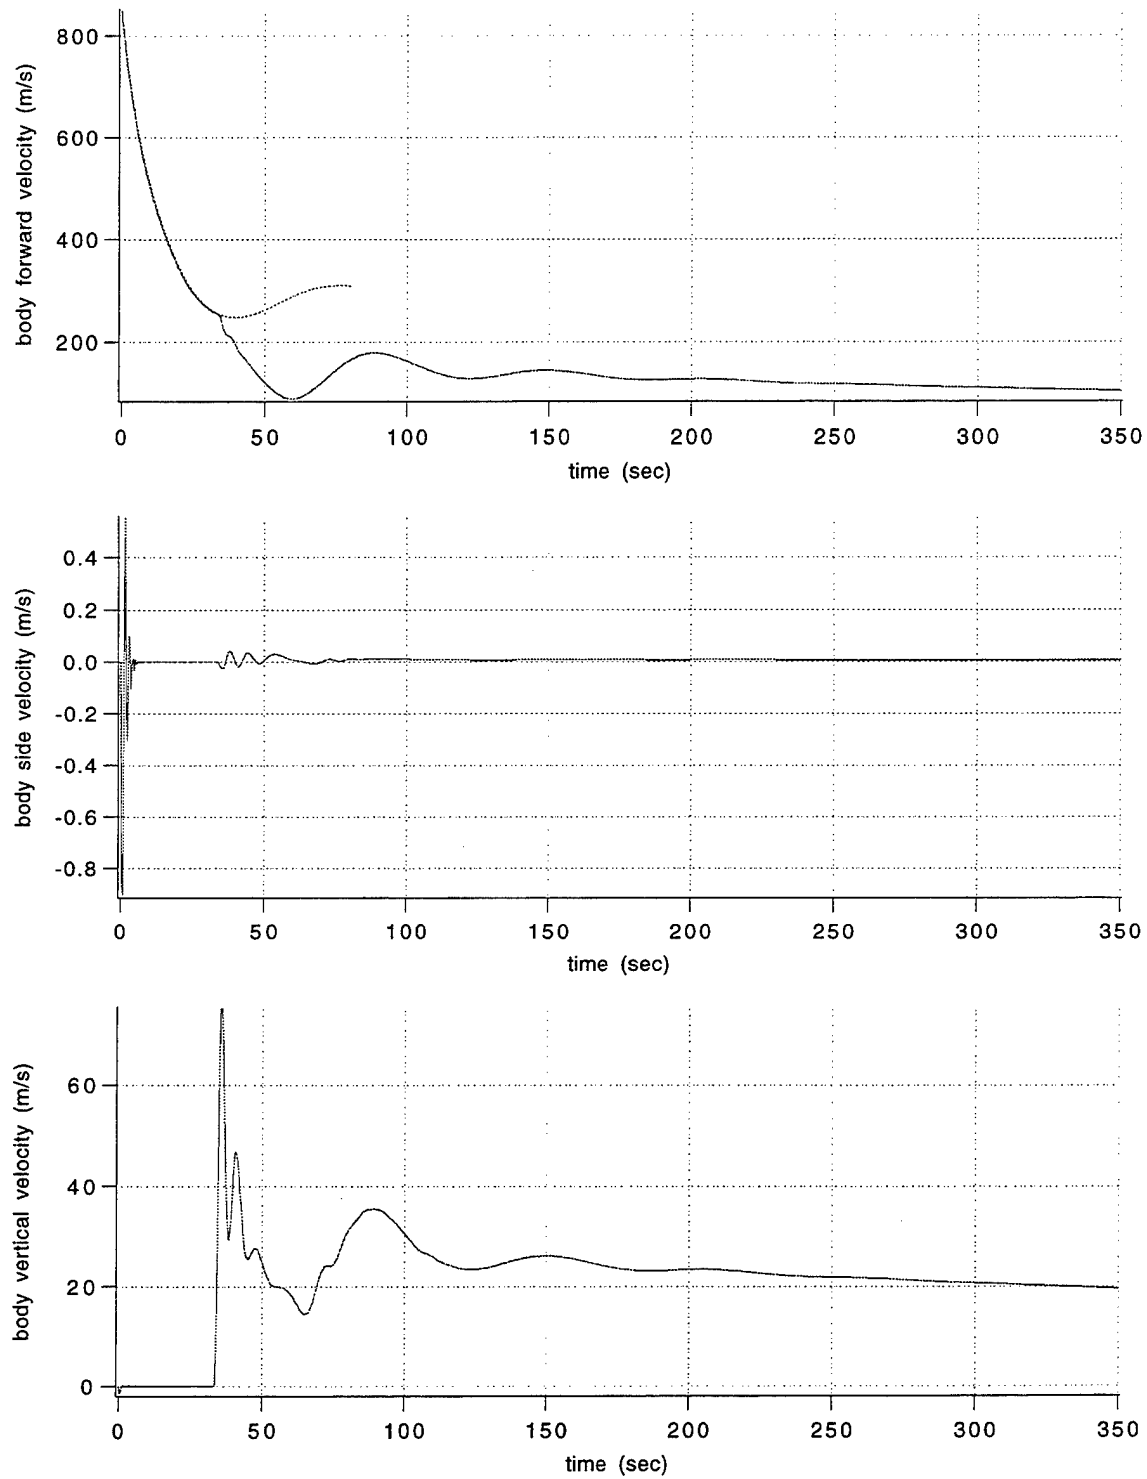 body forward velocity (m/s)
800
600
400
200
0 50 100 150 200 250 300 350
time (sec)
body side velocity (m/s)
0.4
0.2
0.0
-0.2
-0.4
-0.6
-0.8
0 50 100 150 200 250 300 350
time (sec)
body vertical velocity (m/s)
60
40
20
0
0 50 100 150 200 250 300 350
time (sec)